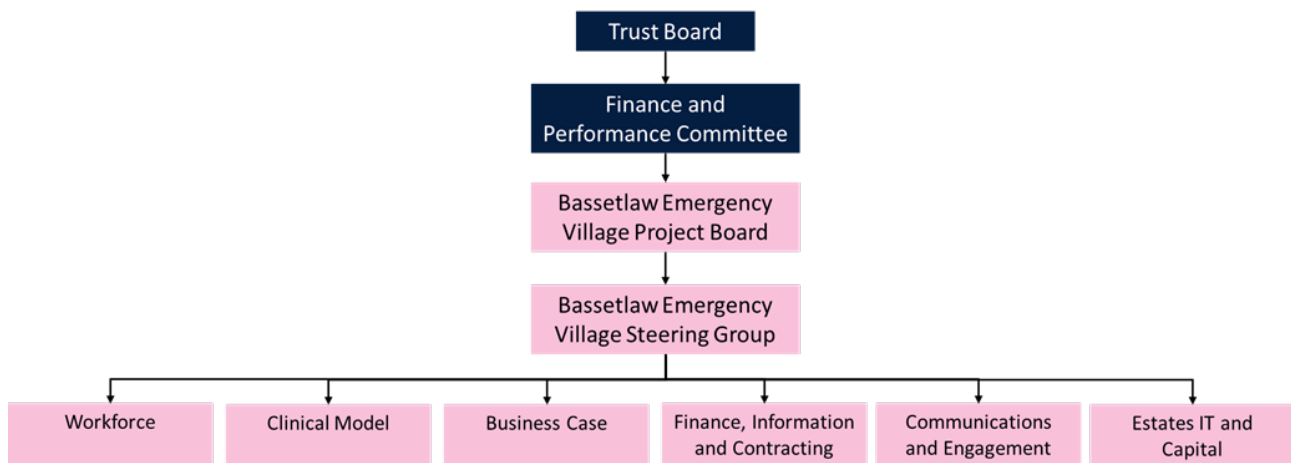 Trust Board
Finance and
Performance Committee
Bassetlaw Emergency
Village Project Board
Bassetlaw Emergency
Village Steering Group
Workforce
Clinical Model
Business Case
Finance, Information
and Contracting
Communications
and Engagement
Estates IT and
Capital